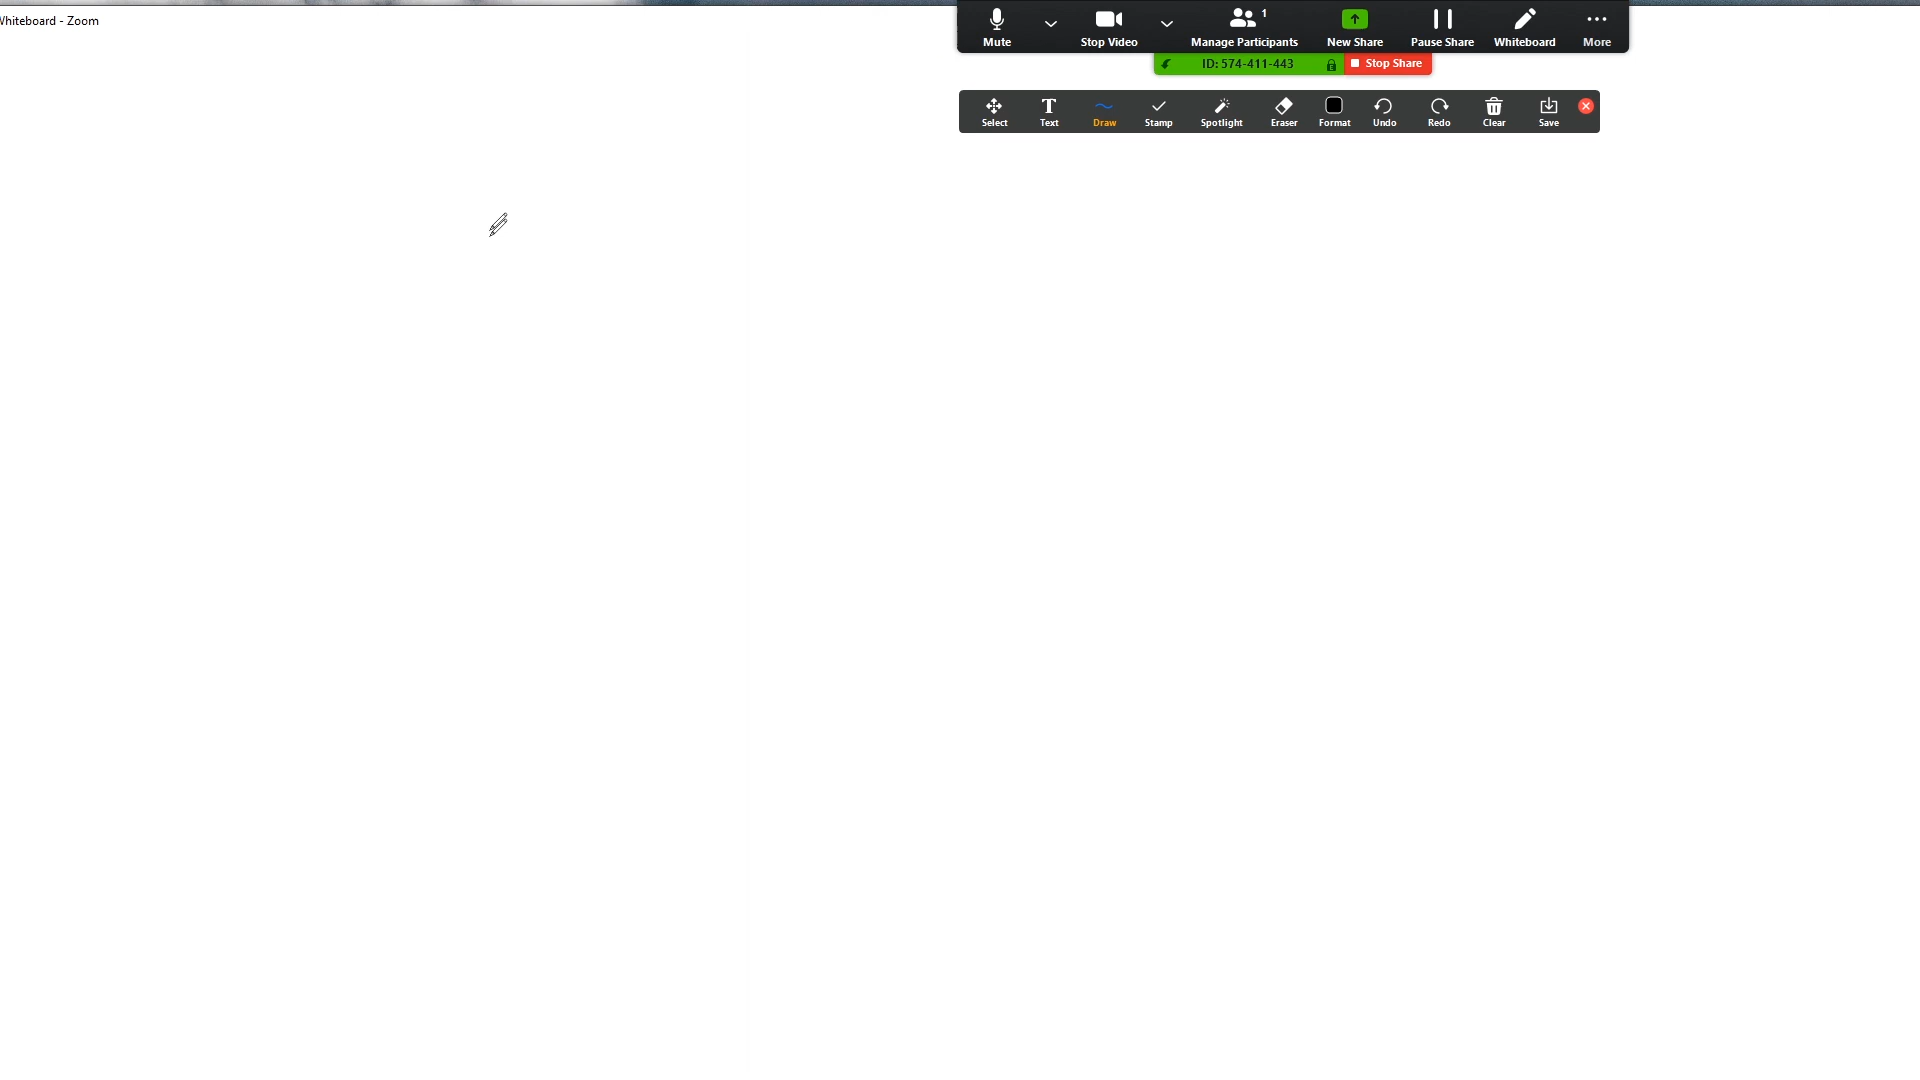 Whiteboard - Zoom
1
Mute
Stop Video
Manage Participants
New Share
Pause Share
Whiteboard
More
ID: 574-411-443
Stop Share
Select
Text
Draw
Stamp
Spotlight
Eraser
Format
Undo
Redo
Clear
Save